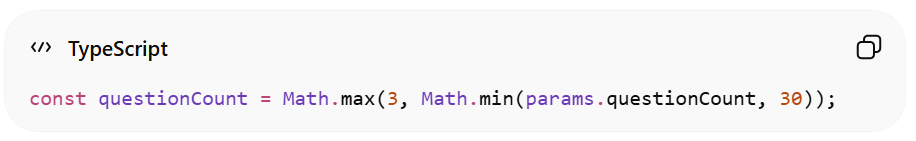 </> TypeScript
const questionCount = Math.max(3, Math.min(params.questionCount, 30));